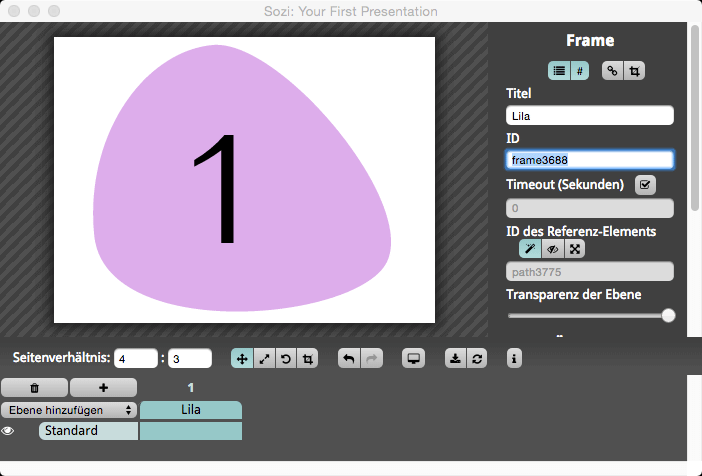 Sozi: Your First Presentation
1
Frame
#
Titel
Lila
ID
frame3688
Timeout (Sekunden)
0
ID des Referenz-Elements
path3775
Transparenz der Ebene
Seitenverhältnis: 4 : 3
1
Ebene hinzufügen Lila
Standard